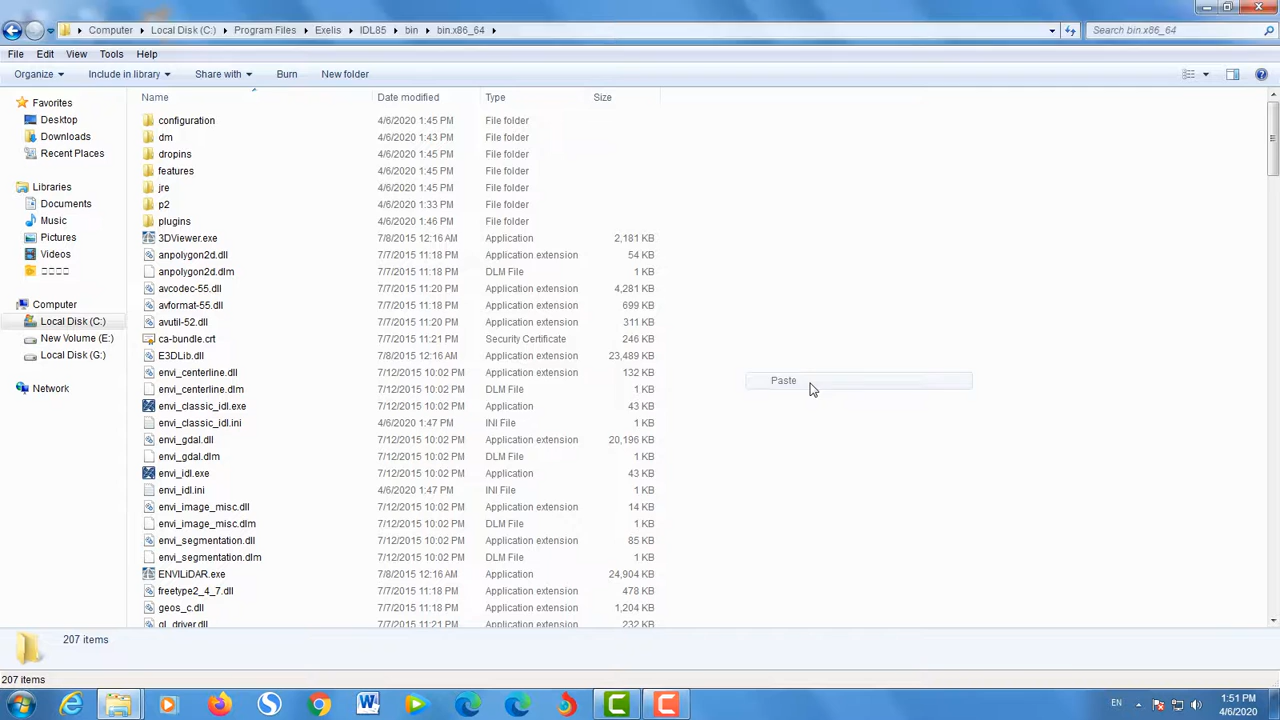 Computer ▸ Local Disk (C:) ▸ Program Files ▸ Exelis ▸ IDL85 ▸ bin ▸ bin.x86_64 ▸
Search bin.x86_64
File Edit View Tools Help
Organize Include in library Share with Burn New folder
Name Date modified Type Size
Favorites
Desktop
Downloads
Recent Places
Libraries
Documents
Music
Pictures
Videos
Computer
Local Disk (C:)
New Volume (E:)
Local Disk (G:)
Network
configuration 4/6/2020 1:45 PM File folder
dm 4/6/2020 1:43 PM File folder
dropins 4/6/2020 1:45 PM File folder
features 4/6/2020 1:45 PM File folder
jre 4/6/2020 1:45 PM File folder
p2 4/6/2020 1:33 PM File folder
plugins 4/6/2020 1:46 PM File folder
3DViewer.exe 7/8/2015 12:16 AM Application 2,181 KB
anpolygon2d.dll 7/7/2015 11:18 PM Application extension 54 KB
anpolygon2d.dlm 7/7/2015 11:18 PM DLM File 1 KB
avcodec-55.dll 7/7/2015 11:20 PM Application extension 4,281 KB
avformat-55.dll 7/7/2015 11:18 PM Application extension 699 KB
avutil-52.dll 7/7/2015 11:20 PM Application extension 311 KB
ca-bundle.crt 7/7/2015 11:21 PM Security Certificate 246 KB
E3DLib.dll 7/8/2015 12:16 AM Application extension 23,489 KB
envi_centerline.dll 7/12/2015 10:02 PM Application extension 132 KB
envi_centerline.dlm 7/12/2015 10:02 PM DLM File 1 KB
envi_classic_idl.exe 7/12/2015 10:02 PM Application 43 KB
envi_classic_idl.ini 4/6/2020 1:47 PM INI File 1 KB
envi_gdal.dll 7/12/2015 10:02 PM Application extension 20,196 KB
envi_gdal.dlm 7/12/2015 10:02 PM DLM File 1 KB
envi_idl.exe 7/12/2015 10:02 PM Application 43 KB
envi_idl.ini 4/6/2020 1:47 PM INI File 1 KB
envi_image_misc.dll 7/12/2015 10:02 PM Application extension 14 KB
envi_image_misc.dlm 7/12/2015 10:02 PM DLM File 1 KB
envi_segmentation.dll 7/12/2015 10:02 PM Application extension 85 KB
envi_segmentation.dlm 7/12/2015 10:02 PM DLM File 1 KB
ENVILiDAR.exe 7/8/2015 12:16 AM Application 24,904 KB
freetype2_4_7.dll 7/7/2015 11:18 PM Application extension 478 KB
geos_c.dll 7/7/2015 11:18 PM Application extension 1,204 KB
gl_driver.dll 7/7/2015 11:21 PM Application extension 232 KB
Paste
207 items
207 items
EN
1:51 PM
4/6/2020